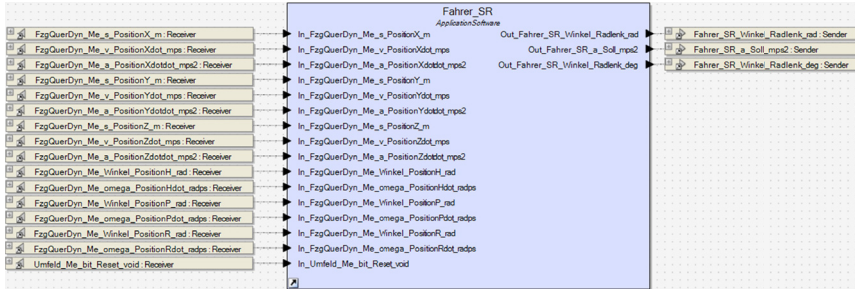 Fahrer_SR
ApplicationSoftware
FzgQuerDyn_Me_s_PositionX_m : Receiver
FzgQuerDyn_Me_v_PositionXdot_mps : Receiver
FzgQuerDyn_Me_a_PositionXdotdot_mps2 : Receiver
FzgQuerDyn_Me_s_PositionY_m : Receiver
FzgQuerDyn_Me_v_PositionYdot_mps : Receiver
FzgQuerDyn_Me_a_PositionYdotdot_mps2 : Receiver
FzgQuerDyn_Me_s_PositionZ_m : Receiver
FzgQuerDyn_Me_v_PositionZdot_mps : Receiver
FzgQuerDyn_Me_a_PositionZdotdot_mps2 : Receiver
FzgQuerDyn_Me_Winkel_PositionH_rad : Receiver
FzgQuerDyn_Me_omega_PositionHdot_radps : Receiver
FzgQuerDyn_Me_Winkel_PositionP_rad : Receiver
FzgQuerDyn_Me_omega_PositionPdot_radps : Receiver
FzgQuerDyn_Me_Winkel_PositionR_rad : Receiver
FzgQuerDyn_Me_omega_PositionRdot_radps : Receiver
Umfeld_Me_bit_Reset_void : Receiver
In_FzgQuerDyn_Me_s_PositionX_m
In_FzgQuerDyn_Me_v_PositionXdot_mps
In_FzgQuerDyn_Me_a_PositionXdotdot_mps2
In_FzgQuerDyn_Me_s_PositionY_m
In_FzgQuerDyn_Me_v_PositionYdot_mps
In_FzgQuerDyn_Me_a_PositionYdotdot_mps2
In_FzgQuerDyn_Me_s_PositionZ_m
In_FzgQuerDyn_Me_v_PositionZdot_mps
In_FzgQuerDyn_Me_a_PositionZdotdot_mps2
In_FzgQuerDyn_Me_Winkel_PositionH_rad
In_FzgQuerDyn_Me_omega_PositionHdot_radps
In_FzgQuerDyn_Me_Winkel_PositionP_rad
In_FzgQuerDyn_Me_omega_PositionPdot_radps
In_FzgQuerDyn_Me_Winkel_PositionR_rad
In_FzgQuerDyn_Me_omega_PositionRdot_radps
In_Umfeld_Me_bit_Reset_void
Out_Fahrer_SR_Winkel_Radlenk_rad
Out_Fahrer_SR_a_Soll_mps2
Out_Fahrer_SR_Winkel_Radlenk_deg
Fahrer_SR_Winkel_Radlenk_rad : Sender
Fahrer_SR_a_Soll_mps2 : Sender
Fahrer_SR_Winkel_Radlenk_deg : Sender